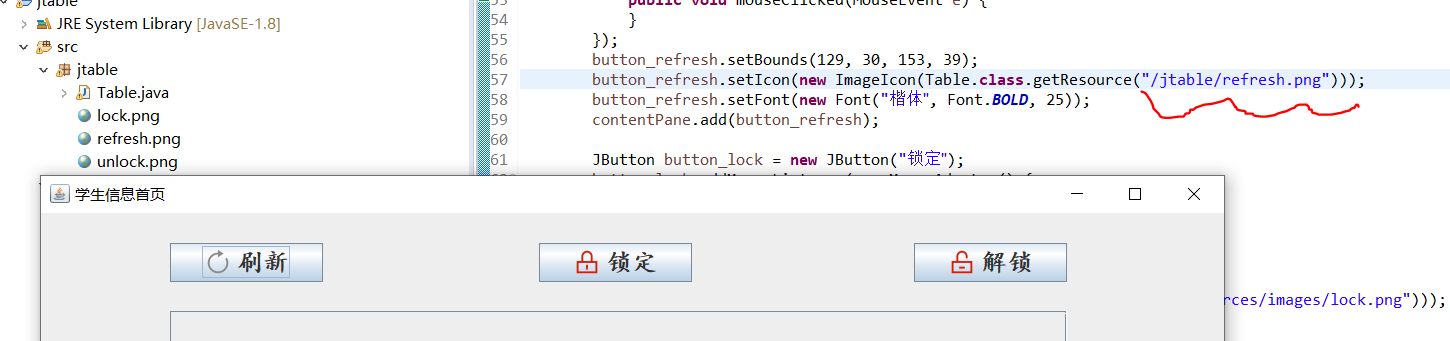 jtable
JRE System Library [JavaSE-1.8]
src
jtable
Table.java
lock.png
refresh.png
unlock.png
public void mouseClicked(MouseEvent e) {
54 }
55 });
56 button_refresh.setBounds(129, 30, 153, 39);
57 button_refresh.setIcon(new ImageIcon(Table.class.getResource("/jtable/refresh.png")));
58 button_refresh.setFont(new Font("楷体", Font.BOLD, 25));
59 contentPane.add(button_refresh);
60
61 JButton button_lock = new JButton("锁定");
学生信息首页
刷新 锁定 解锁
rces/images/lock.png")));